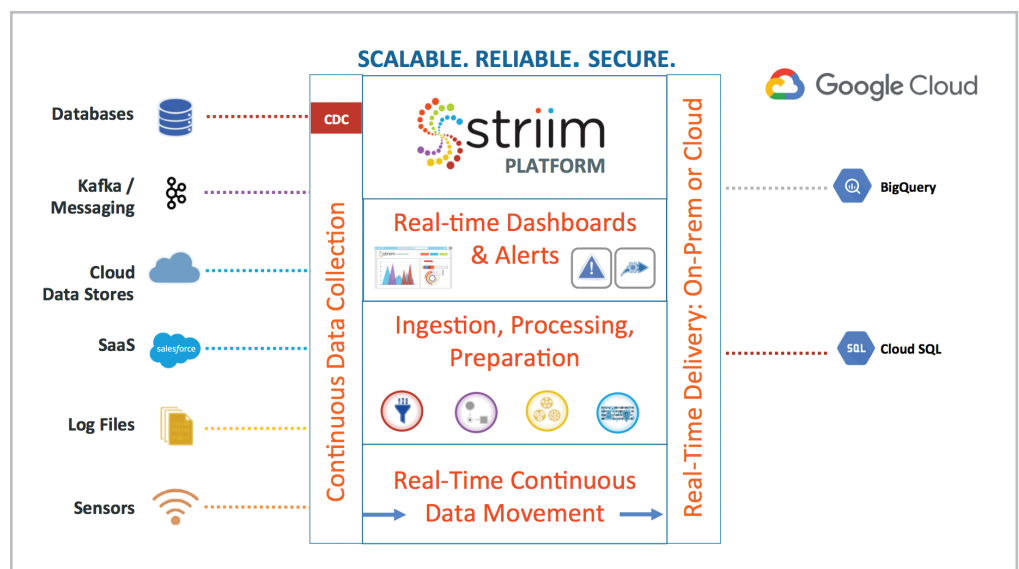 SCALABLE. RELIABLE. SECURE.
Databases
Kafka /
Messaging
Cloud
Data Stores
SaaS
salesforce
Log Files
Sensors
CDC
Continuous Data Collection
striim
PLATFORM
Real-time Dashboards
& Alerts
striim
Ingestion, Processing,
Preparation
Real-Time Continuous
Data Movement
Real-Time Delivery: On-Prem or Cloud
Google Cloud
BigQuery
SQL
Cloud SQL